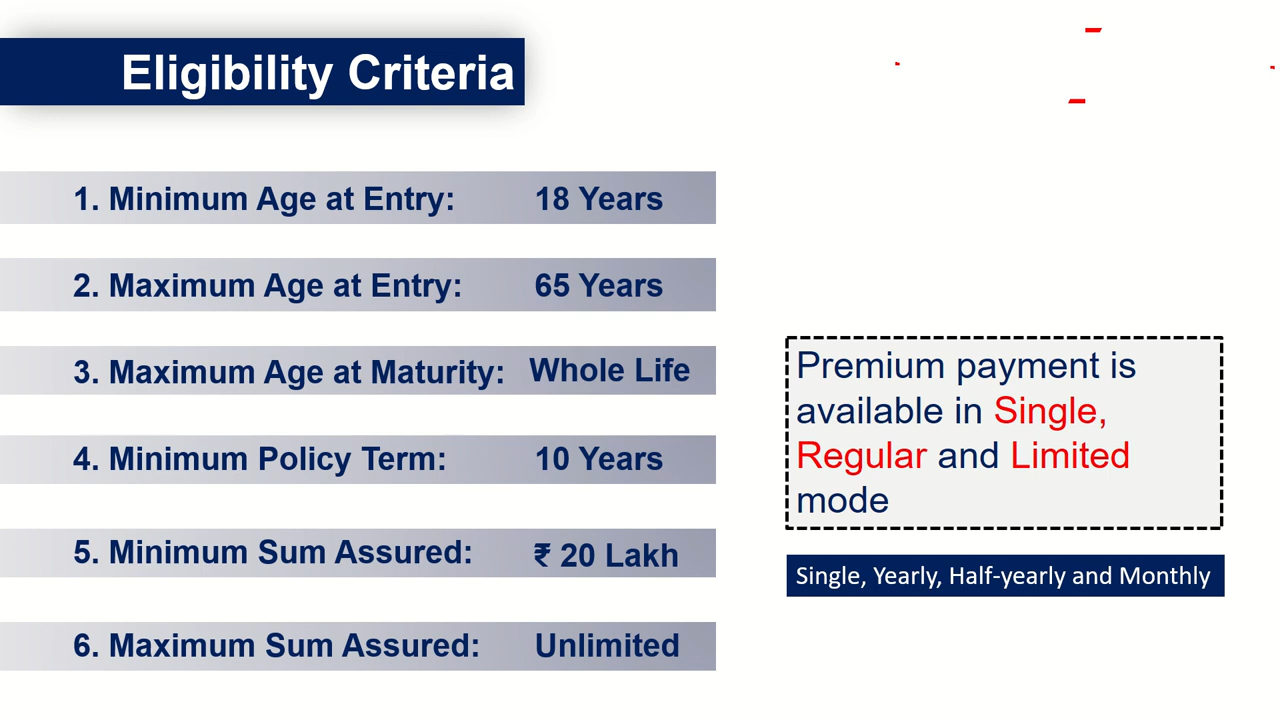 Eligibility Criteria
1. Minimum Age at Entry: 18 Years
2. Maximum Age at Entry: 65 Years
3. Maximum Age at Maturity: Whole Life
4. Minimum Policy Term: 10 Years
5. Minimum Sum Assured: ₹ 20 Lakh
6. Maximum Sum Assured: Unlimited
Premium payment is
available in Single,
Regular and Limited
mode
Single, Yearly, Half-yearly and Monthly